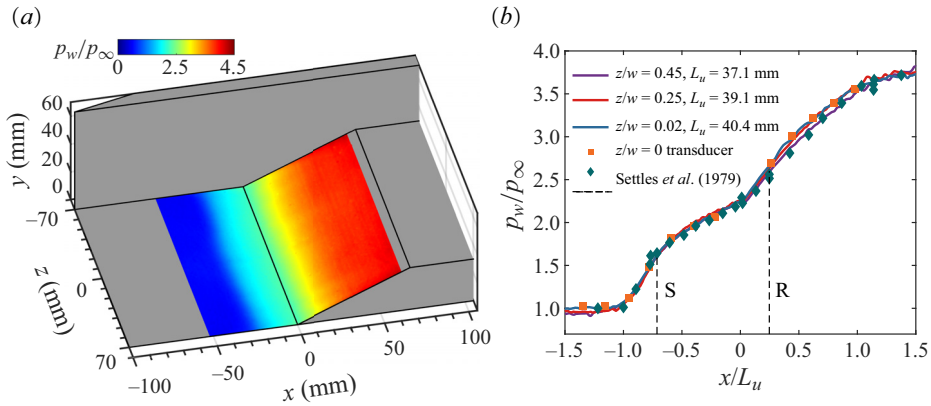 (a)
p_w/p_∞
0 2.5 4.5
60
40
20
0
y (mm)
−70
0
70
z (mm)
−100 −50 0 50 100
x (mm)
(b)
4.0
3.5
3.0
2.5
2.0
1.5
1.0
p_w/p_∞
z/w = 0.45, L_u = 37.1 mm
z/w = 0.25, L_u = 39.1 mm
z/w = 0.02, L_u = 40.4 mm
z/w = 0 transducer
Settles et al. (1979)
S
R
−1.5 −1.0 −0.5 0 0.5 1.0 1.5
x/L_u